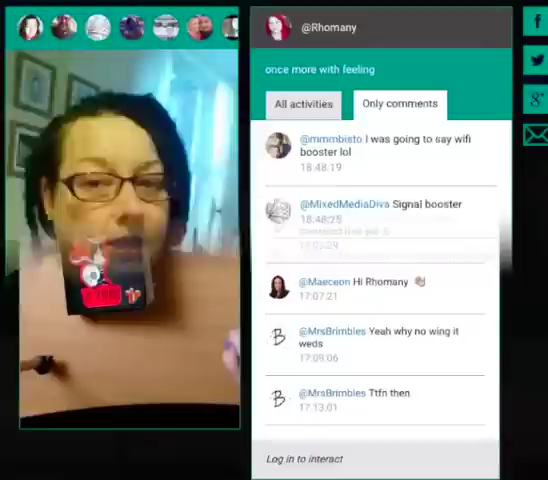 @Rhomany
once more with feeling
All activities
Only comments
@mmmbisto I was going to say wifi
booster lol
18:48:19
@MixedMediaDiva Signal booster
18:48:25
@Maeceon Hi Rhomany
17:07:21
@MrsBrimbles Yeah why no wing it
weds
17:09:06
@MrsBrimbles Ttfn then
17:13:01
Log in to interact